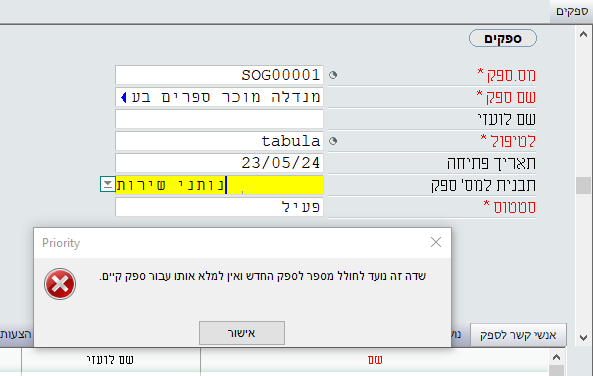 ספקים
ספקים
מס.ספק * SOG00001
שם ספק * מנדלה מוכר ספרים בע
שם לועזי
לטיפול * tabula
תאריך פתיחה 23/05/24
תבנית למס' ספק נותני שירות
סטטוס * פעיל
Priority
שדה זה נועד לחולל מספר לספק החדש ואין למלא אותו עבור ספק קיים.
אישור
אנשי קשר לספק
הצעות
שם
שם לועזי